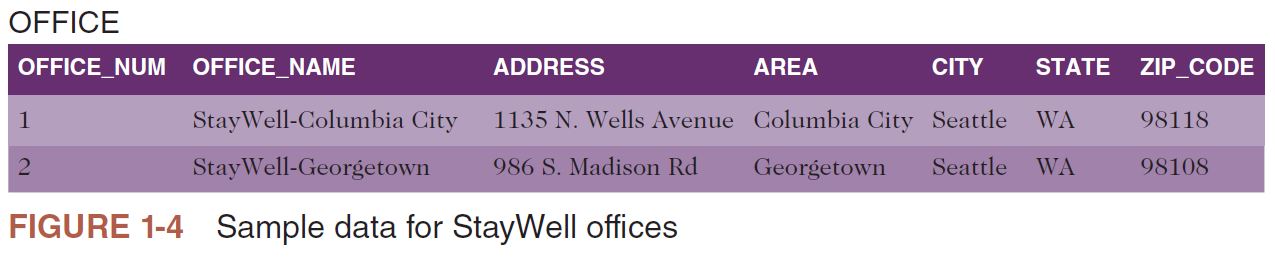 OFFICE
OFFICE_NUM OFFICE_NAME ADDRESS AREA CITY STATE ZIP_CODE
1 StayWell-Columbia City 1135 N. Wells Avenue Columbia City Seattle WA 98118
2 StayWell-Georgetown 986 S. Madison Rd Georgetown Seattle WA 98108
FIGURE 1-4 Sample data for StayWell offices